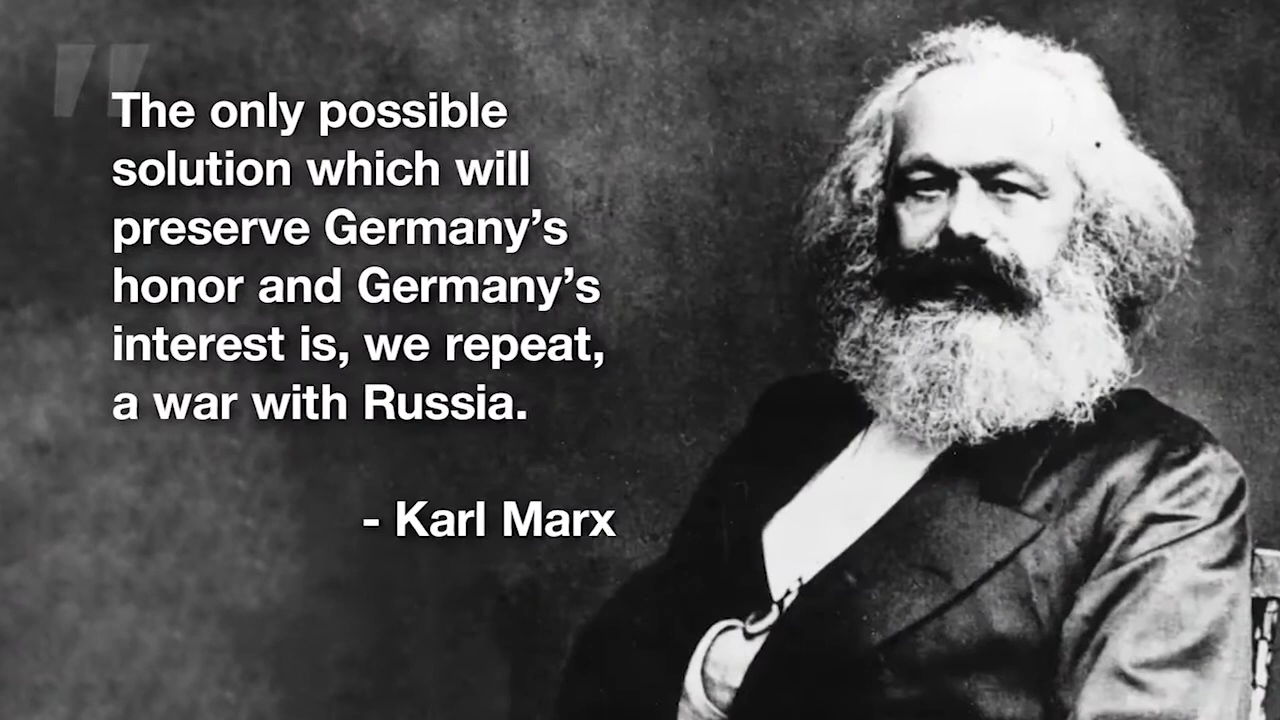 "
The only possible
solution which will
preserve Germany’s
honor and Germany’s
interest is, we repeat,
a war with Russia.
- Karl Marx